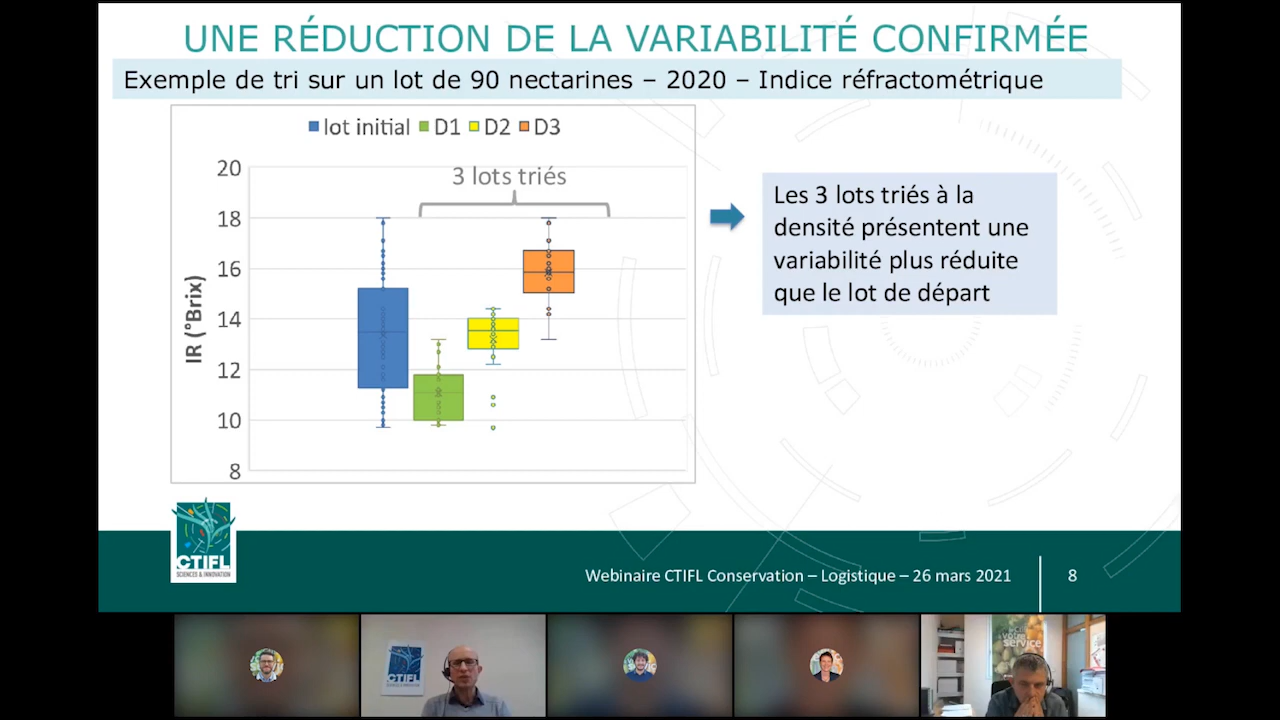 UNE RÉDUCTION DE LA VARIABILITÉ CONFIRMÉE
Exemple de tri sur un lot de 90 nectarines – 2020 – Indice réfractométrique
lot initial D1 D2 D3
3 lots triés
20
18
16
14
12
10
8
IR (°Brix)
Les 3 lots triés à la
densité présentent une
variabilité plus réduite
que le lot de départ
CTIFL
SCIENCES & INNOVATION
Webinaire CTIFL Conservation – Logistique – 26 mars 2021
8
CTIFL
votre
service